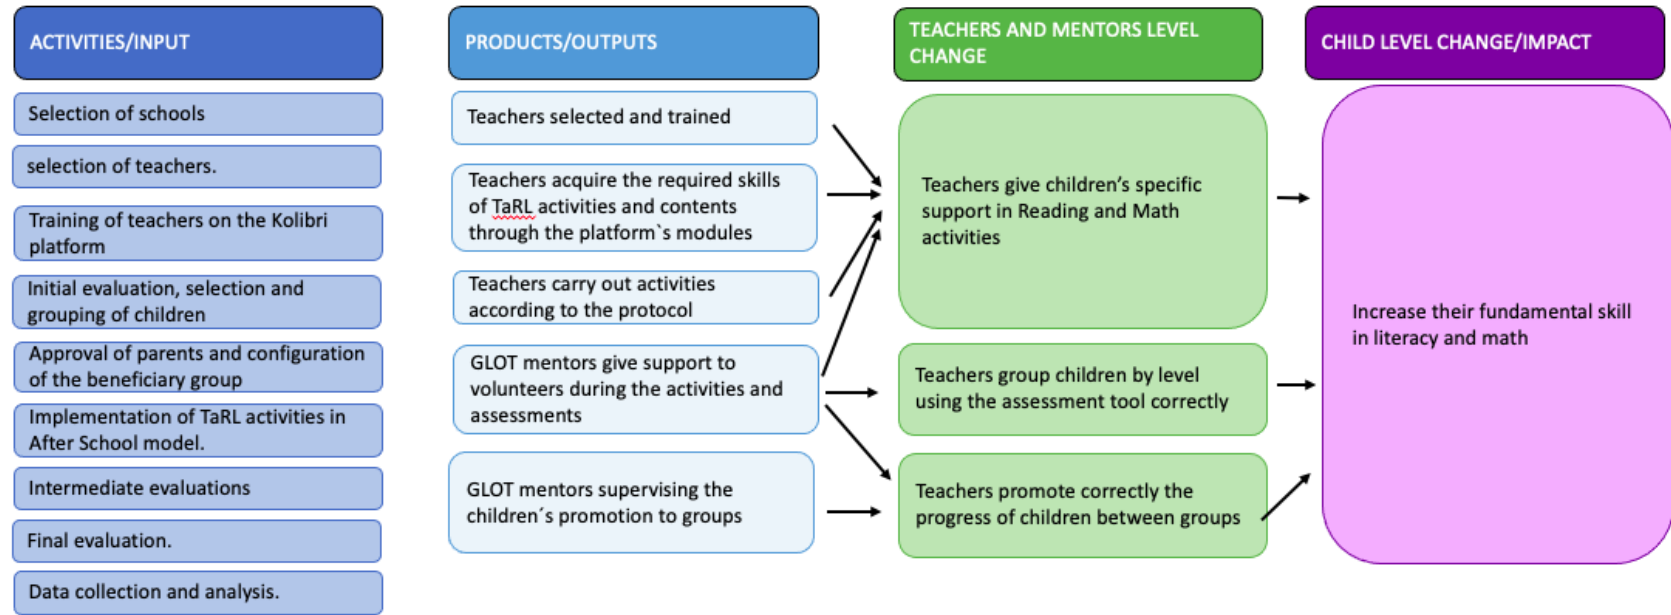 ACTIVITIES/INPUT
Selection of schools
selection of teachers.
Training of teachers on the Kolibri
platform
Initial evaluation, selection and
grouping of children
Approval of parents and configuration
of the beneficiary group
Implementation of TaRL activities in
After School model.
Intermediate evaluations
Final evaluation.
Data collection and analysis.
PRODUCTS/OUTPUTS
Teachers selected and trained
Teachers acquire the required skills
of TaRL activities and contents
through the platform`s modules
Teachers carry out activities
according to the protocol
GLOT mentors give support to
volunteers during the activities and
assessments
GLOT mentors supervising the
children´s promotion to groups
TEACHERS AND MENTORS LEVEL
CHANGE
Teachers give children’s specific
support in Reading and Math
activities
Teachers group children by level
using the assessment tool correctly
Teachers promote correctly the
progress of children between groups
CHILD LEVEL CHANGE/IMPACT
Increase their fundamental skill
in literacy and math